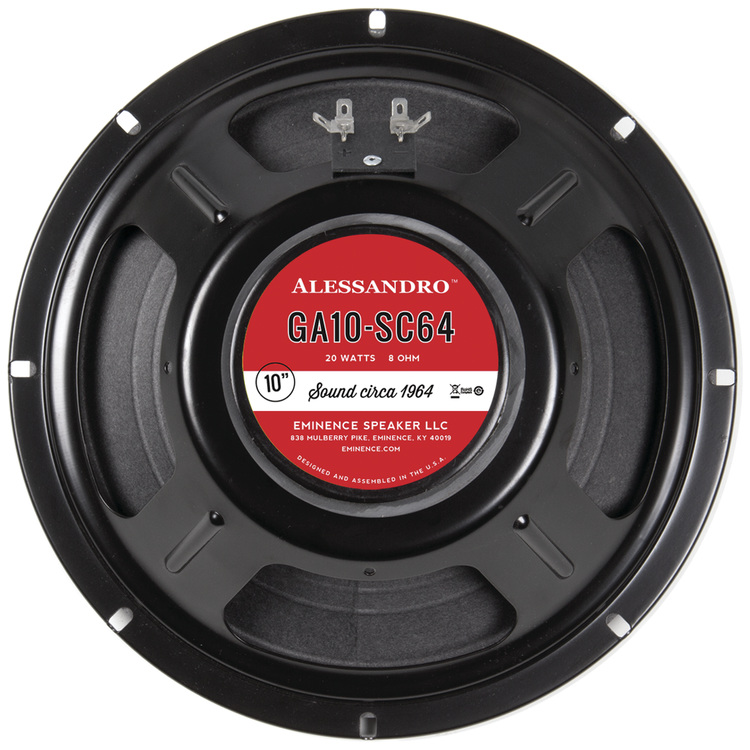 ALESSANDRO™
GA10-SC64
20 WATTS 8 OHM
10”
Sound circa 1964
EMINENCE SPEAKER LLC
838 MULBERRY PIKE, EMINENCE, KY 40019
EMINENCE.COM
DESIGNED AND ASSEMBLED IN THE U.S.A.